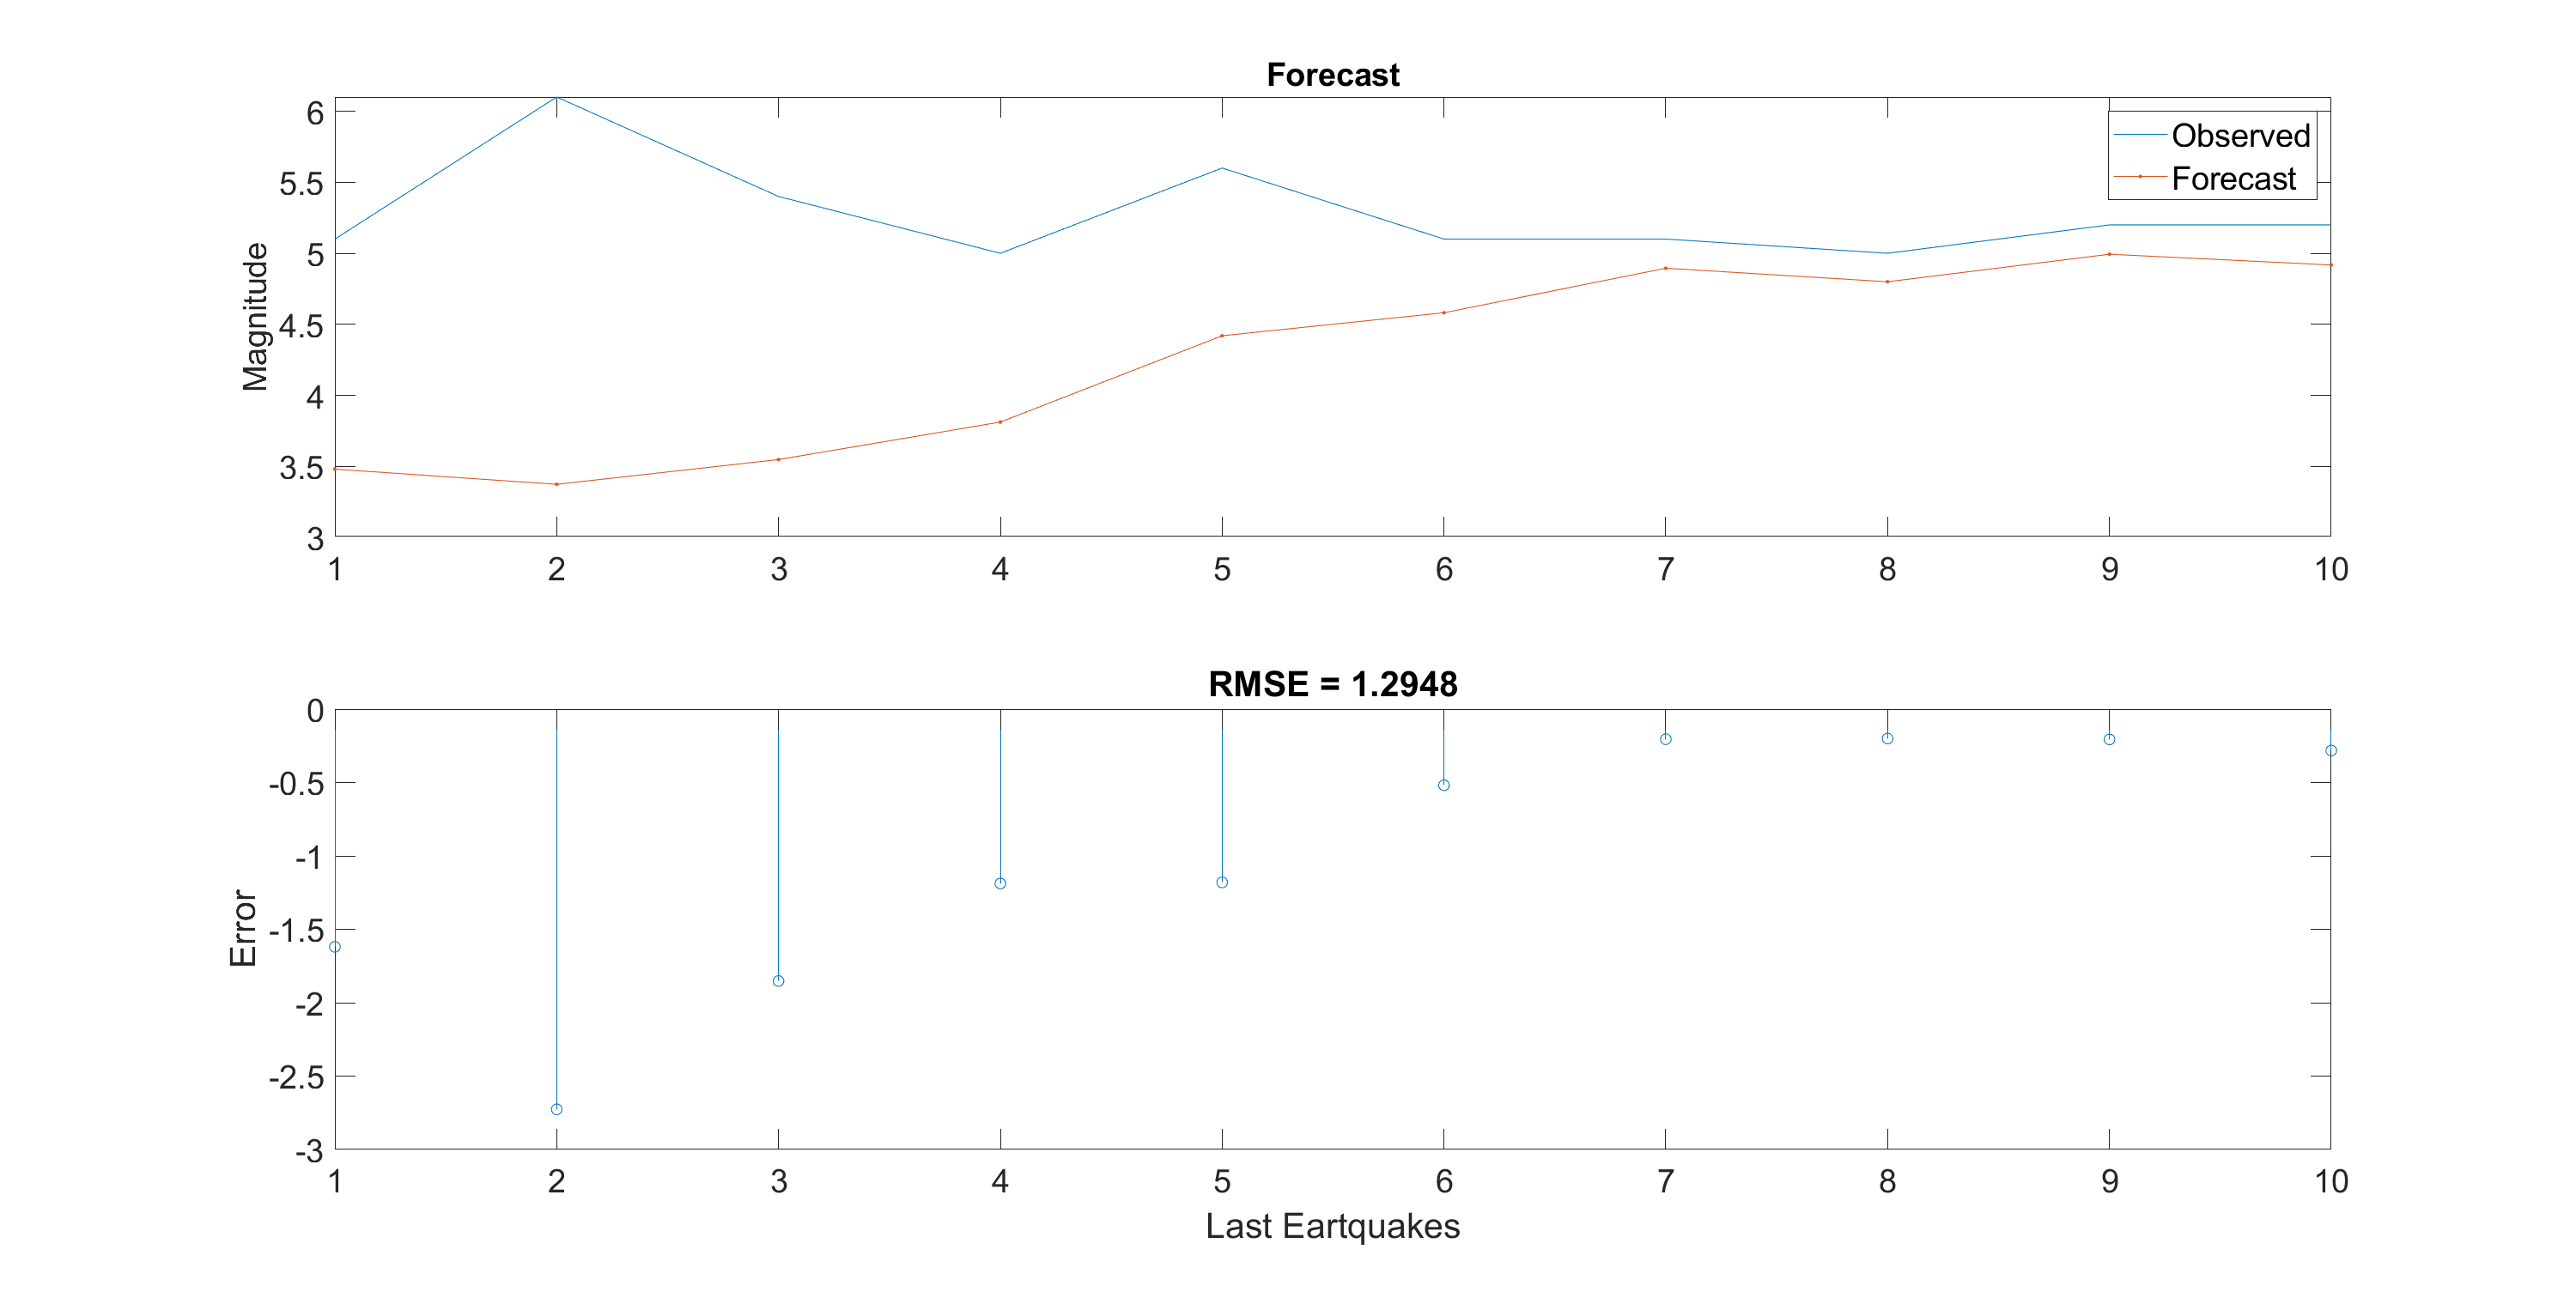 Forecast
6
5.5
5
4.5
4
3.5
3
Magnitude
Observed
Forecast
1 2 3 4 5 6 7 8 9 10
RMSE = 1.2948
0
-0.5
-1
-1.5
-2
-2.5
-3
Error
1 2 3 4 5 6 7 8 9 10
Last Eartquakes